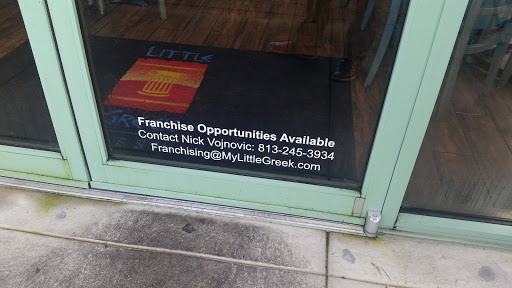 LITTLE
Franchise Opportunities Available
Contact Nick Vojnovic: 813-245-3934
Franchising@MyLittleGreek.com